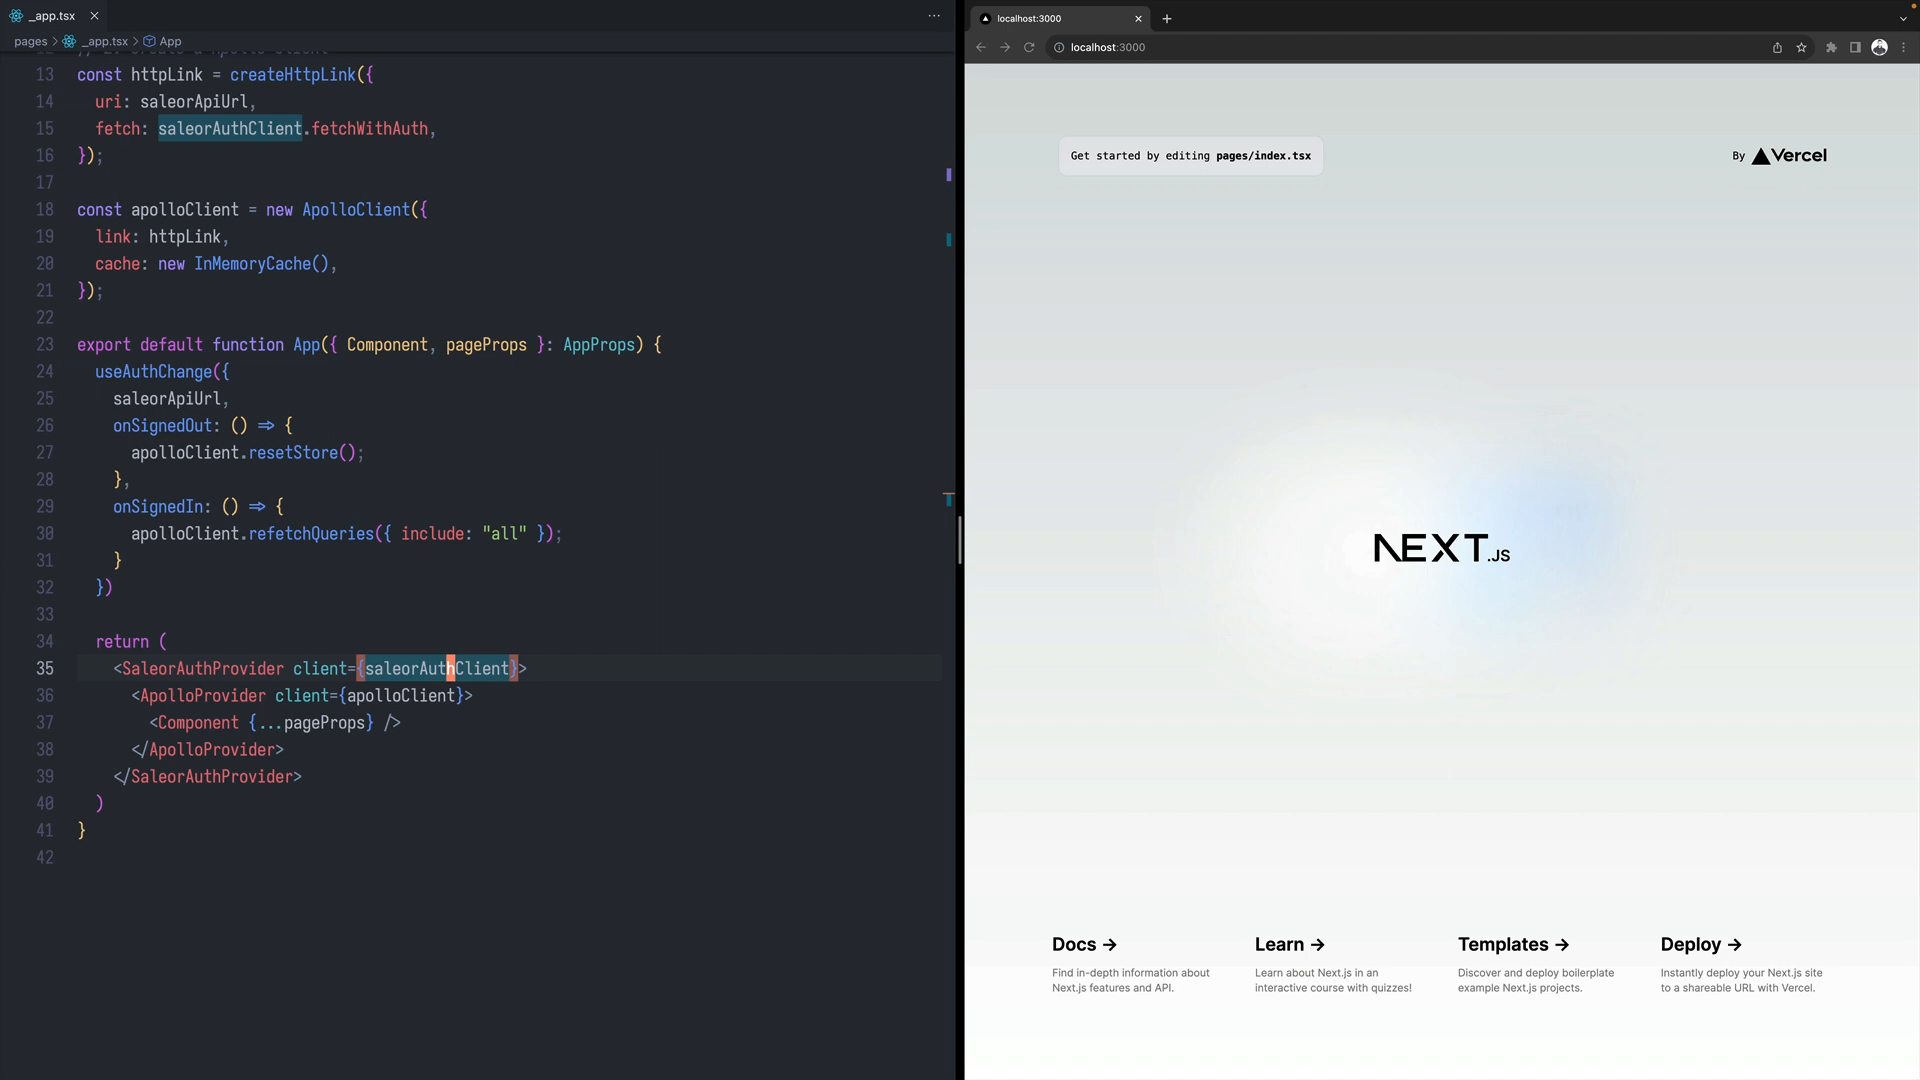 _app.tsx
pages > _app.tsx > App
13 const httpLink = createHttpLink({
14 uri: saleorApiUrl,
15 fetch: saleorAuthClient.fetchWithAuth,
16 });
17
18 const apolloClient = new ApolloClient({
19 link: httpLink,
20 cache: new InMemoryCache(),
21 });
22
23 export default function App({ Component, pageProps }: AppProps) {
24 useAuthChange({
25 saleorApiUrl,
26 onSignedOut: () => {
27 apolloClient.resetStore();
28 },
29 onSignedIn: () => {
30 apolloClient.refetchQueries({ include: "all" });
31 }
32 })
33
34 return (
35 <SaleorAuthProvider client={saleorAuthClient}>
36 <ApolloProvider client={apolloClient}>
37 <Component {...pageProps} />
38 </ApolloProvider>
39 </SaleorAuthProvider>
40 )
41 }
42
localhost:3000
localhost:3000
Get started by editing pages/index.tsx
By Vercel
NEXT.JS
Docs →
Find in-depth information about
Next.js features and API.
Learn →
Learn about Next.js in an
interactive course with quizzes!
Templates →
Discover and deploy boilerplate
example Next.js projects.
Deploy →
Instantly deploy your Next.js site
to a shareable URL with Vercel.